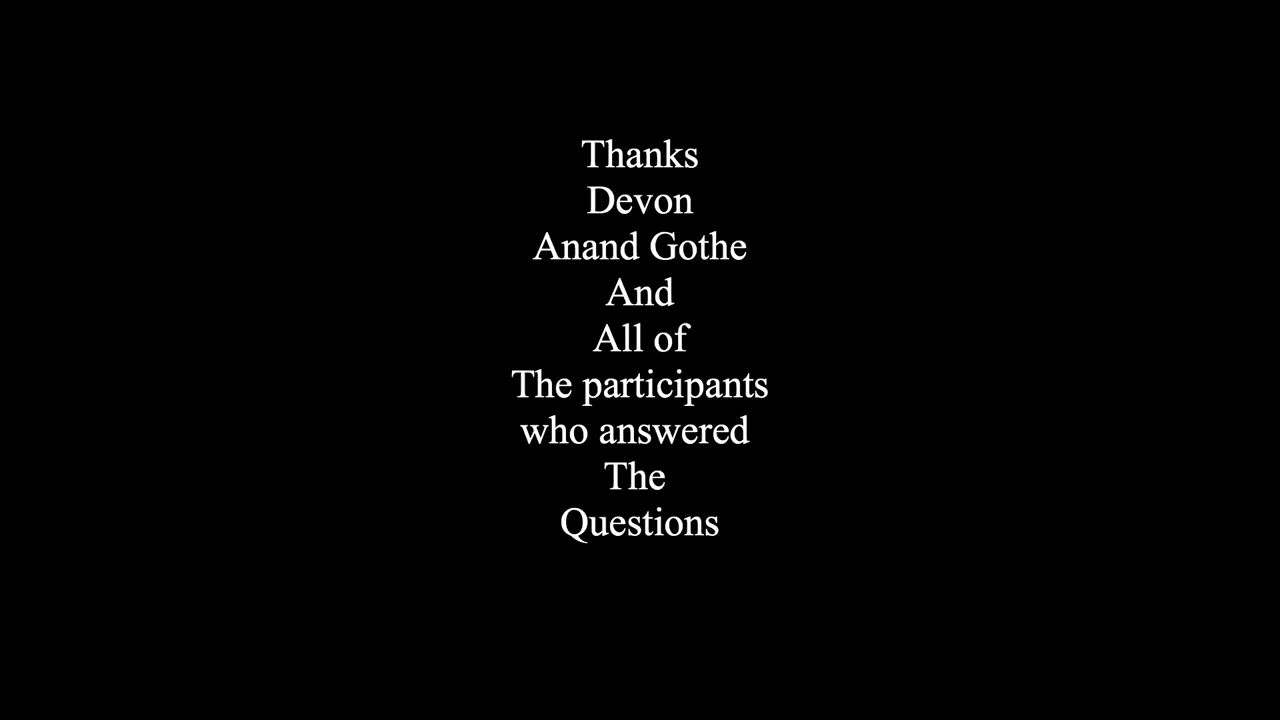 Thanks
Devon
Anand Gothe
And
All of
The participants
who answered
The
Questions